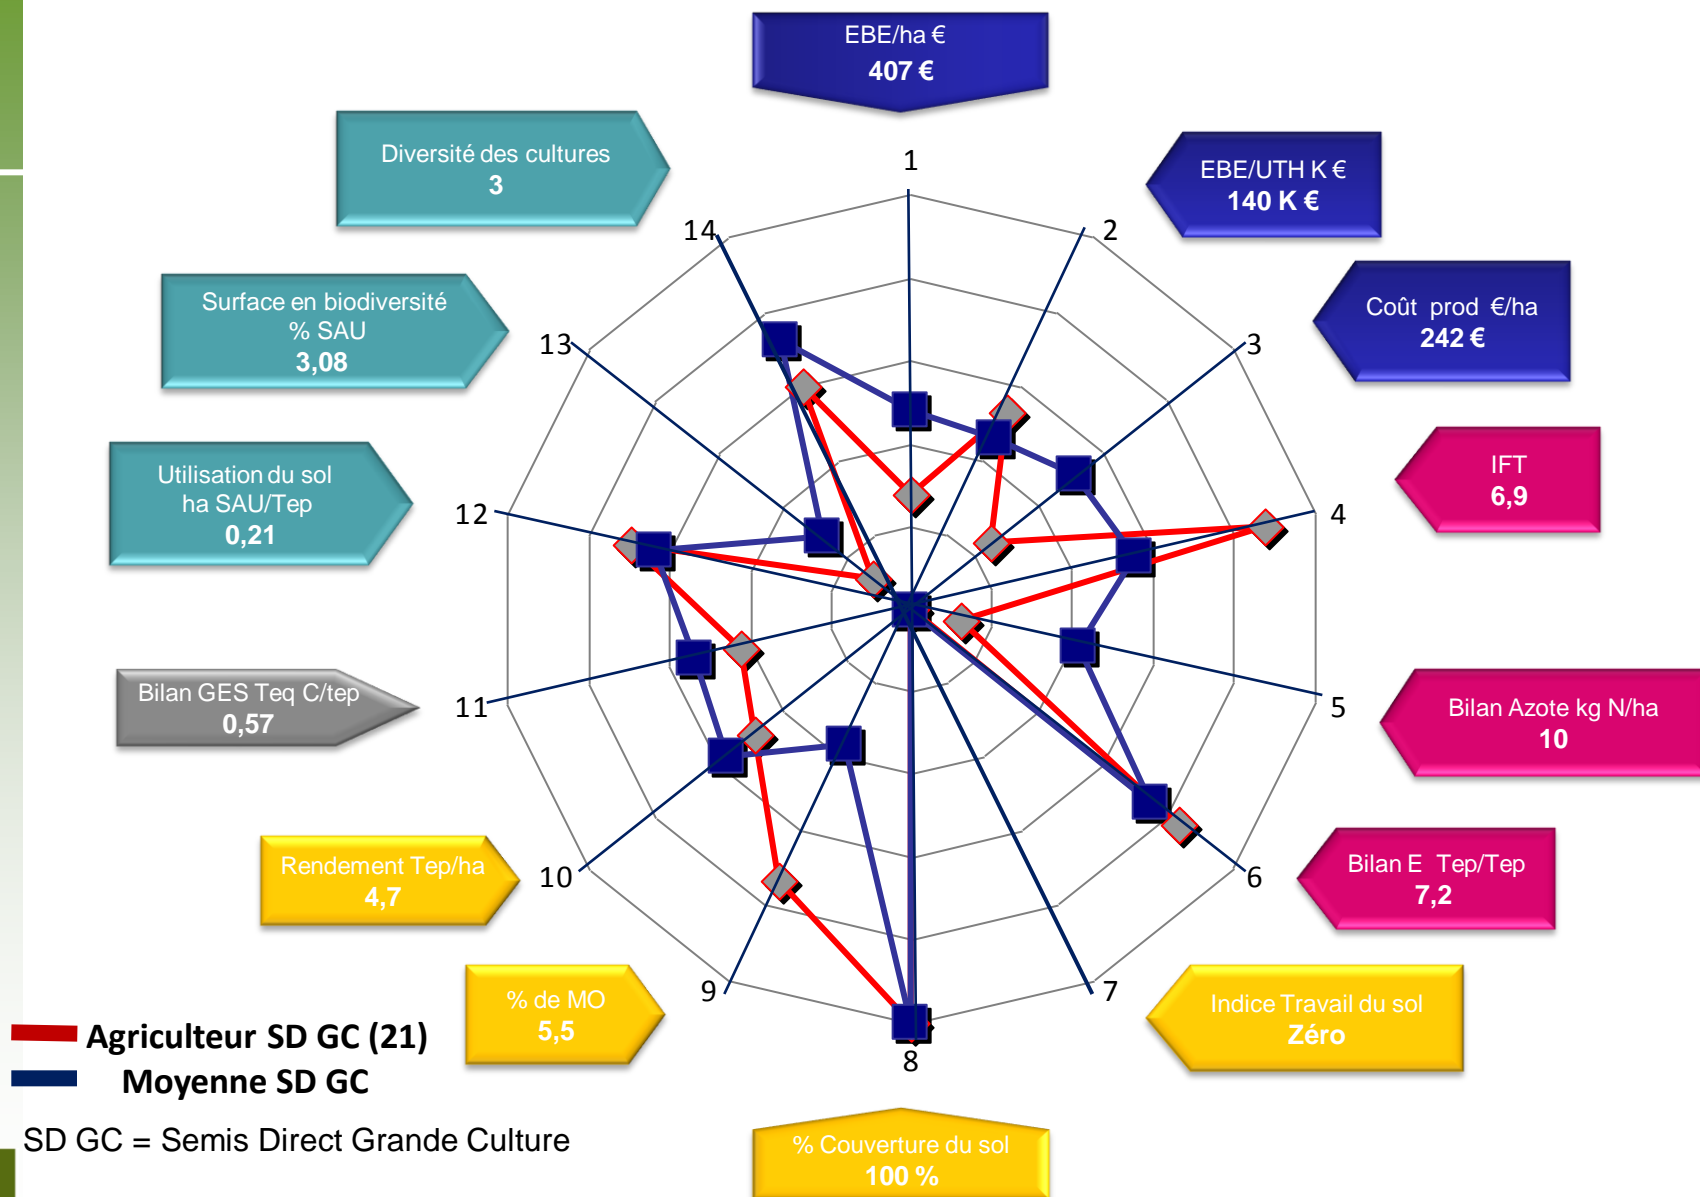 EBE/ha €
407 €
Diversité des cultures
3
EBE/UTH K €
140 K €
Surface en biodiversité
% SAU
3,08
Coût prod €/ha
242 €
Utilisation du sol
ha SAU/Tep
0,21
IFT
6,9
Bilan GES Teq C/tep
0,57
Bilan Azote kg N/ha
10
Rendement Tep/ha
4,7
Bilan E Tep/Tep
7,2
% de MO
5,5
Indice Travail du sol
Zéro
% Couverture du sol
100 %
1
2
3
4
5
6
7
8
9
10
11
12
13
14
Agriculteur SD GC (21)
Moyenne SD GC
SD GC = Semis Direct Grande Culture